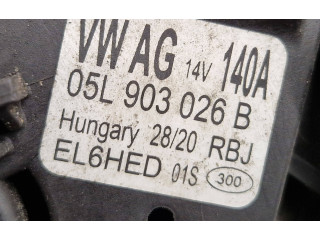 VW AG 14V 140A
05L 903 026 B
Hungary 28/20 RBJ
EL6HED 01S 300